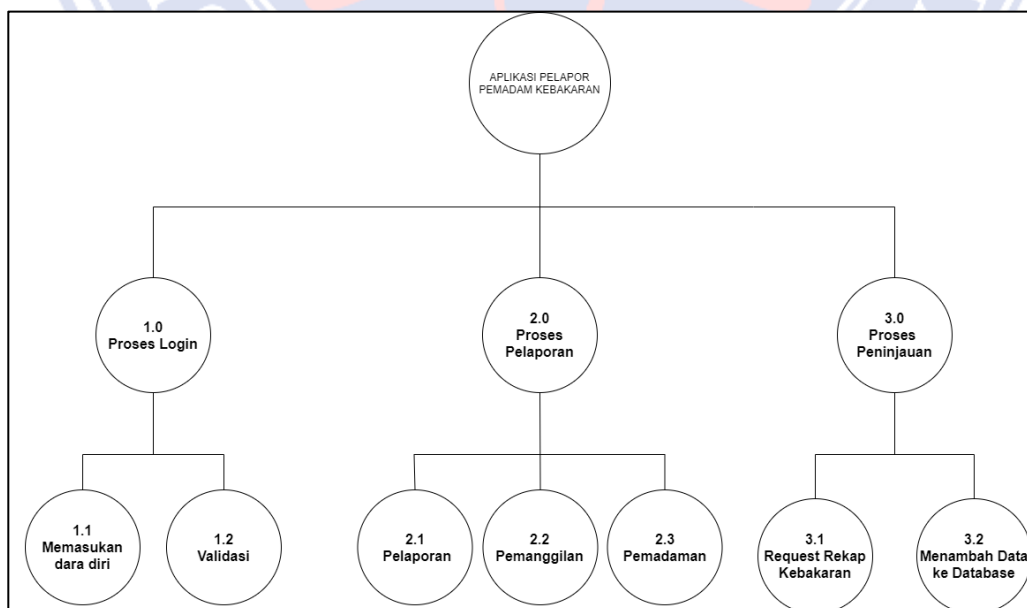 APLIKASI PELAPOR
PEMADAM KEBAKARAN
1.0
Proses Login
2.0
Proses
Pelaporan
3.0
Proses
Peninjauan
1.1
Memasukan
dara diri
1.2
Validasi
2.1
Pelaporan
2.2
Pemanggilan
2.3
Pemadaman
3.1
Request Rekap
Kebakaran
3.2
Menambah Data
ke Database